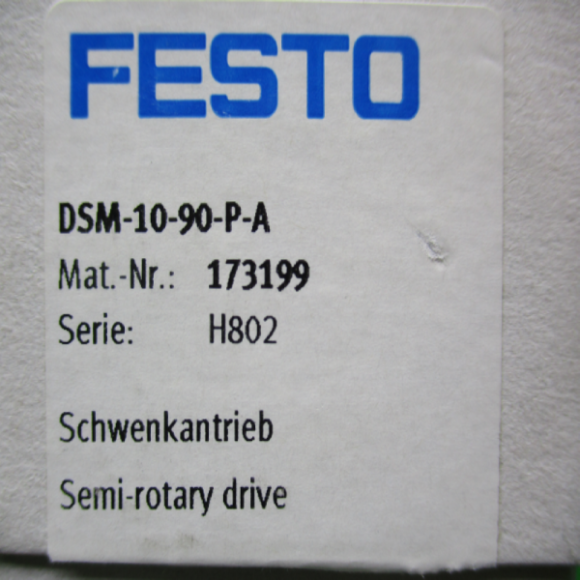 FESTO
DSM-10-90-P-A
Mat.-Nr.: 173199
Serie: H802
Schwenkantrieb
Semi-rotary drive